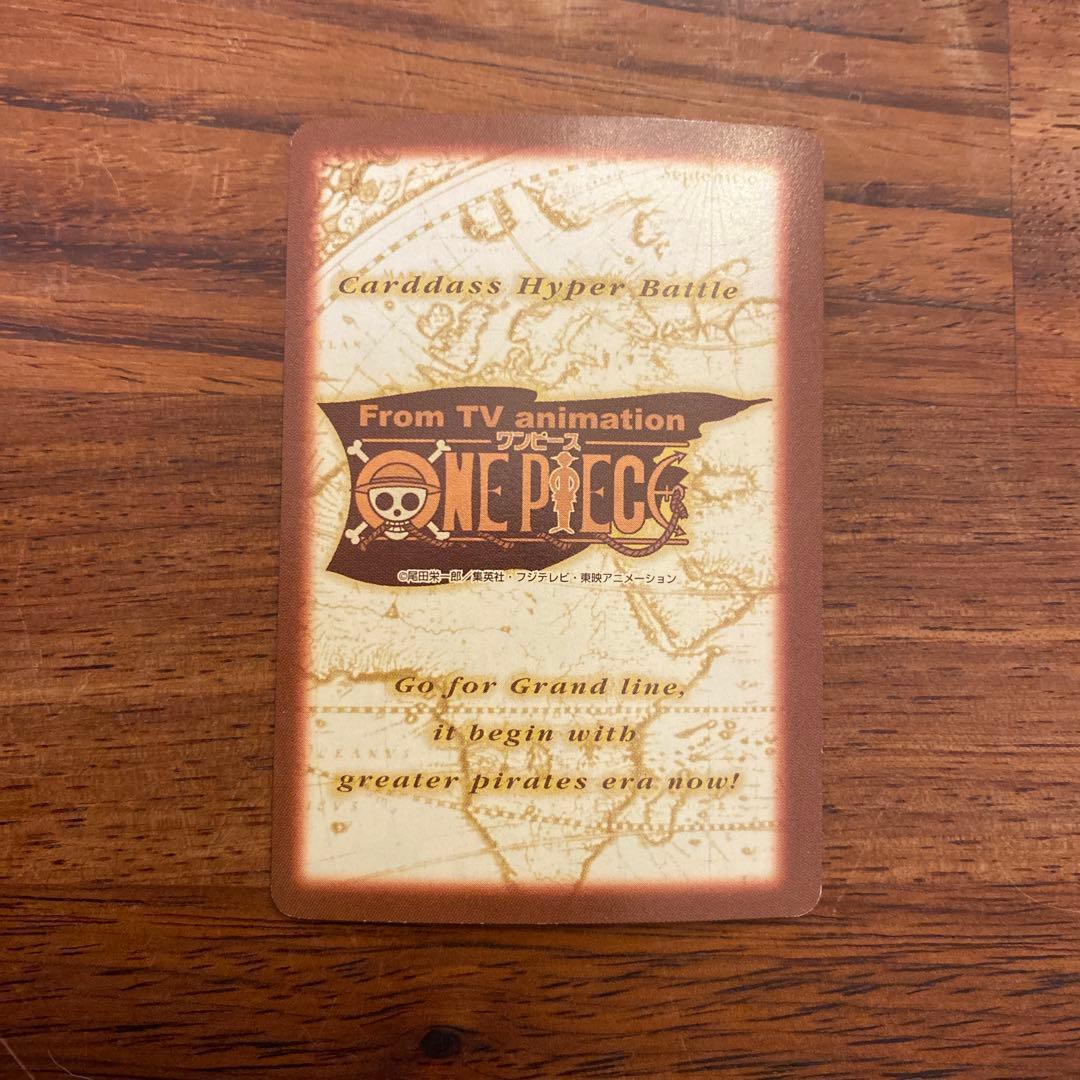 Carddass Hyper Battle
From TV animation
ワンピース
ONE PIECE
©尾田栄一郎／集英社・フジテレビ・東映アニメーション
Go for Grand line,
it begin with
greater pirates era now!